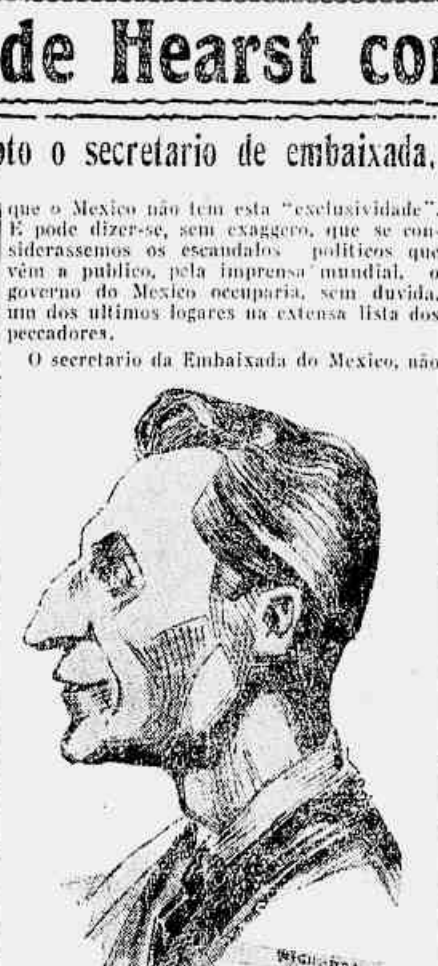 de Hearst con
pto o secretario de embaixada,
que o Mexico não tem esta "exclusividade".
E pode dizer-se, sem exaggero, que se con-
siderassemos os escandalos politicos que
vêm a publico, pela imprensa mundial, o
governo do Mexico occuparia, sem duvida,
um dos ultimos logares na extensa lista dos
peccadores.
O secretario da Embaixada do Mexico, não